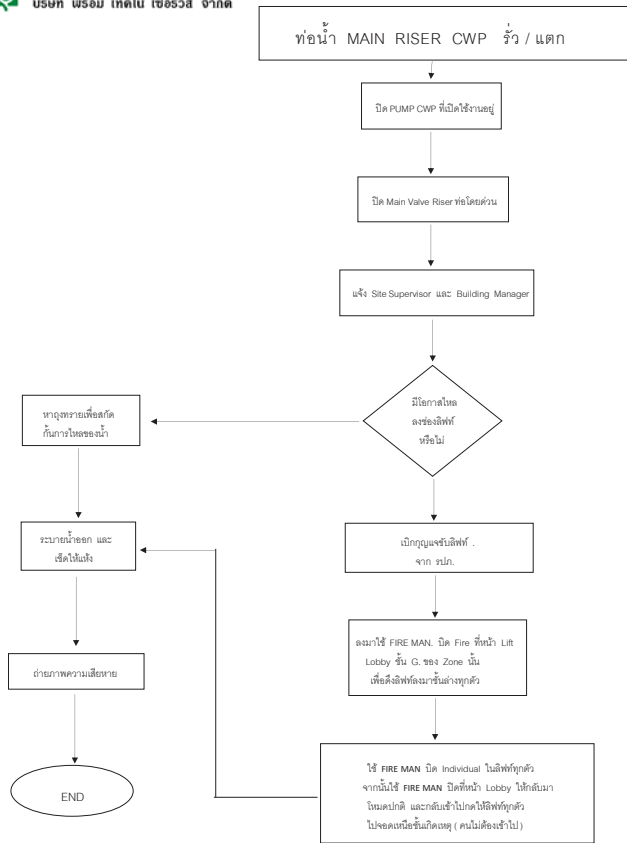 บริษัท พร้อม เทคโน เซอร์วิส จำกัด
ท่อน้ำ MAIN RISER CWP รั่ว / แตก
ปิด PUMP CWP ที่เปิดใช้งานอยู่
ปิด Main Valve Riser ท่อโดยด่วน
แจ้ง Site Supervisor และ Building Manager
มีโอกาสไหล
ลงช่องลิฟท์
หรือไม่
หาถุงทรายเพื่อสกัด
กั้นการไหลของน้ำ
ระบายน้ำออก และ
เช็ดให้แห้ง
ถ่ายภาพความเสียหาย
END
เบิกกุญแจขับลิฟท์ .
จาก รปภ.
ลงมาใช้ FIRE MAN. บิด Fire ที่หน้า Lift
Lobby ชั้น G. ของ Zone นั้น
เพื่อดึงลิฟท์ลงมาชั้นล่างทุกตัว
ใช้ FIRE MAN บิด Individual ในลิฟท์ทุกตัว
จากนั้นใช้ FIRE MAN บิดที่หน้า Lobby ให้กลับมา
โหมดปกติ และกลับเข้าไปกดให้ลิฟท์ทุกตัว
ไปจอดเหนือชั้นเกิดเหตุ ( คนไม่ต้องเข้าไป )